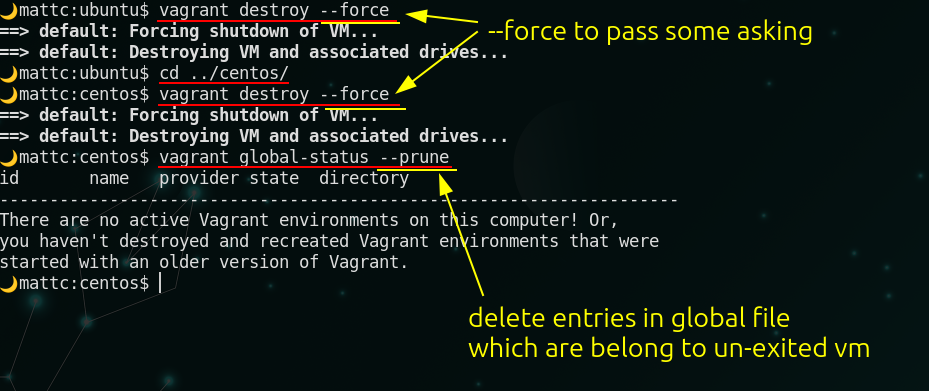 🌙mattc:ubuntu$ vagrant destroy --force
==> default: Forcing shutdown of VM...
==> default: Destroying VM and associated drives...
🌙mattc:ubuntu$ cd ../centos/
🌙mattc:centos$ vagrant destroy --force
==> default: Forcing shutdown of VM...
==> default: Destroying VM and associated drives...
🌙mattc:centos$ vagrant global-status --prune
id       name   provider state  directory
--------------------------------------------------------------------
There are no active Vagrant environments on this computer! Or,
you haven't destroyed and recreated Vagrant environments that were
started with an older version of Vagrant.
🌙mattc:centos$
--force to pass some asking
delete entries in global file
which are belong to un-exited vm